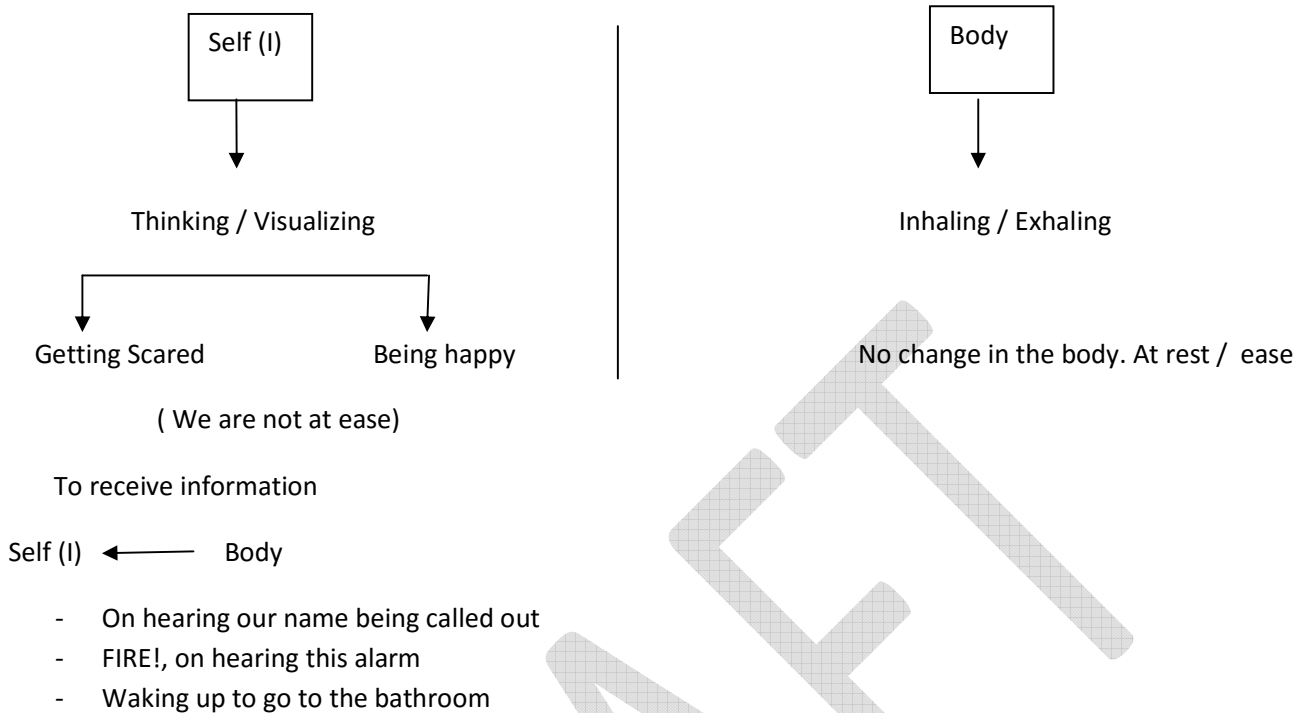 Self (I)
Body
Thinking / Visualizing
Inhaling / Exhaling
Getting Scared
Being happy
No change in the body. At rest / ease
( We are not at ease)
To receive information
Self (I)
Body
- On hearing our name being called out
- FIRE!, on hearing this alarm
- Waking up to go to the bathroom